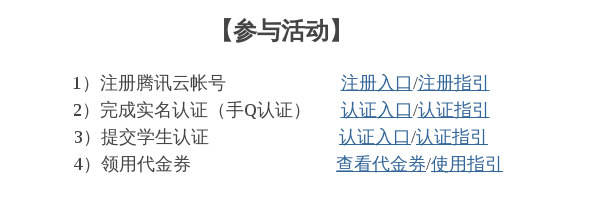 【参与活动】
1）注册腾讯云帐号 注册入口/注册指引
2）完成实名认证（手Q认证） 认证入口/认证指引
3）提交学生认证 认证入口/认证指引
4）领用代金券 查看代金券/使用指引